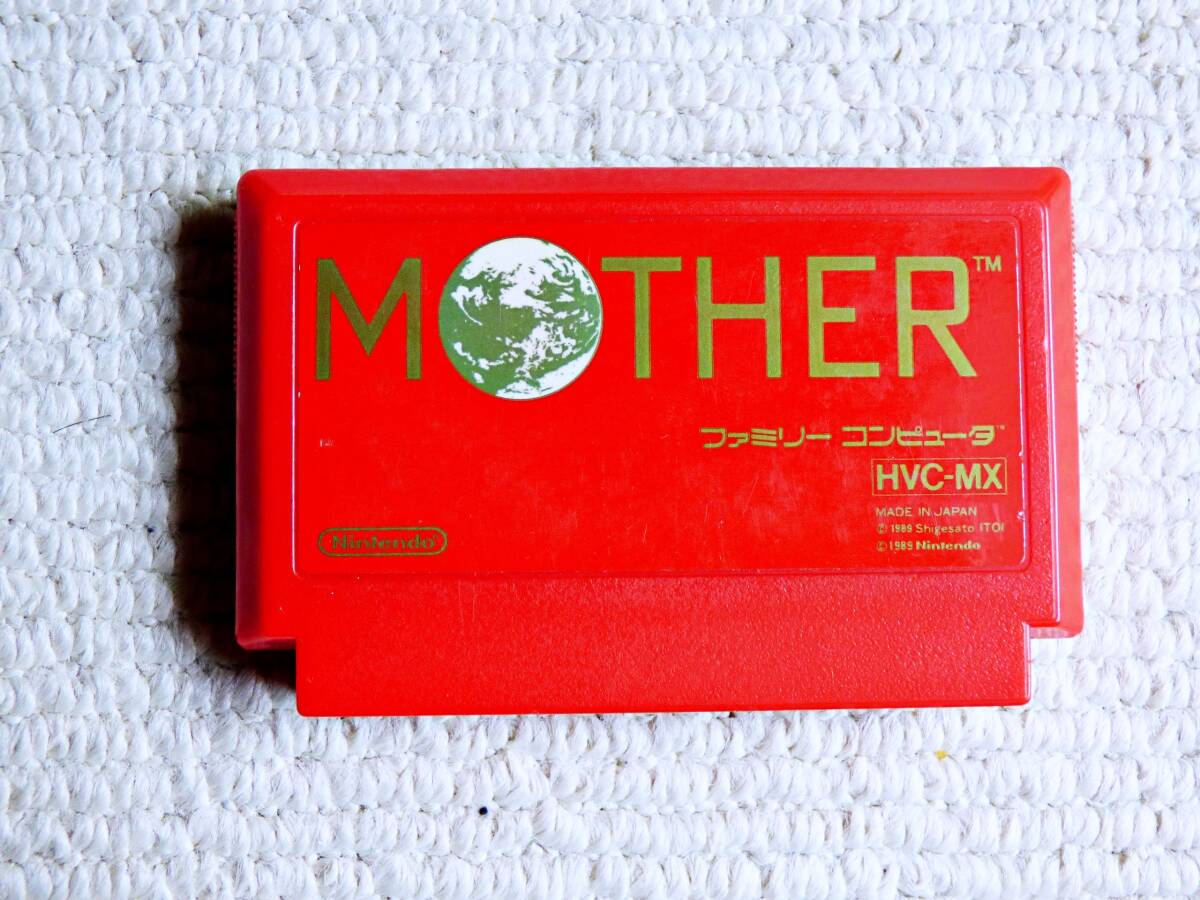 MOTHER™
ファミリー コンピュータ™
HVC-MX
MADE IN JAPAN
© 1989 Shigesato ITOI
© 1989 Nintendo
Nintendo®